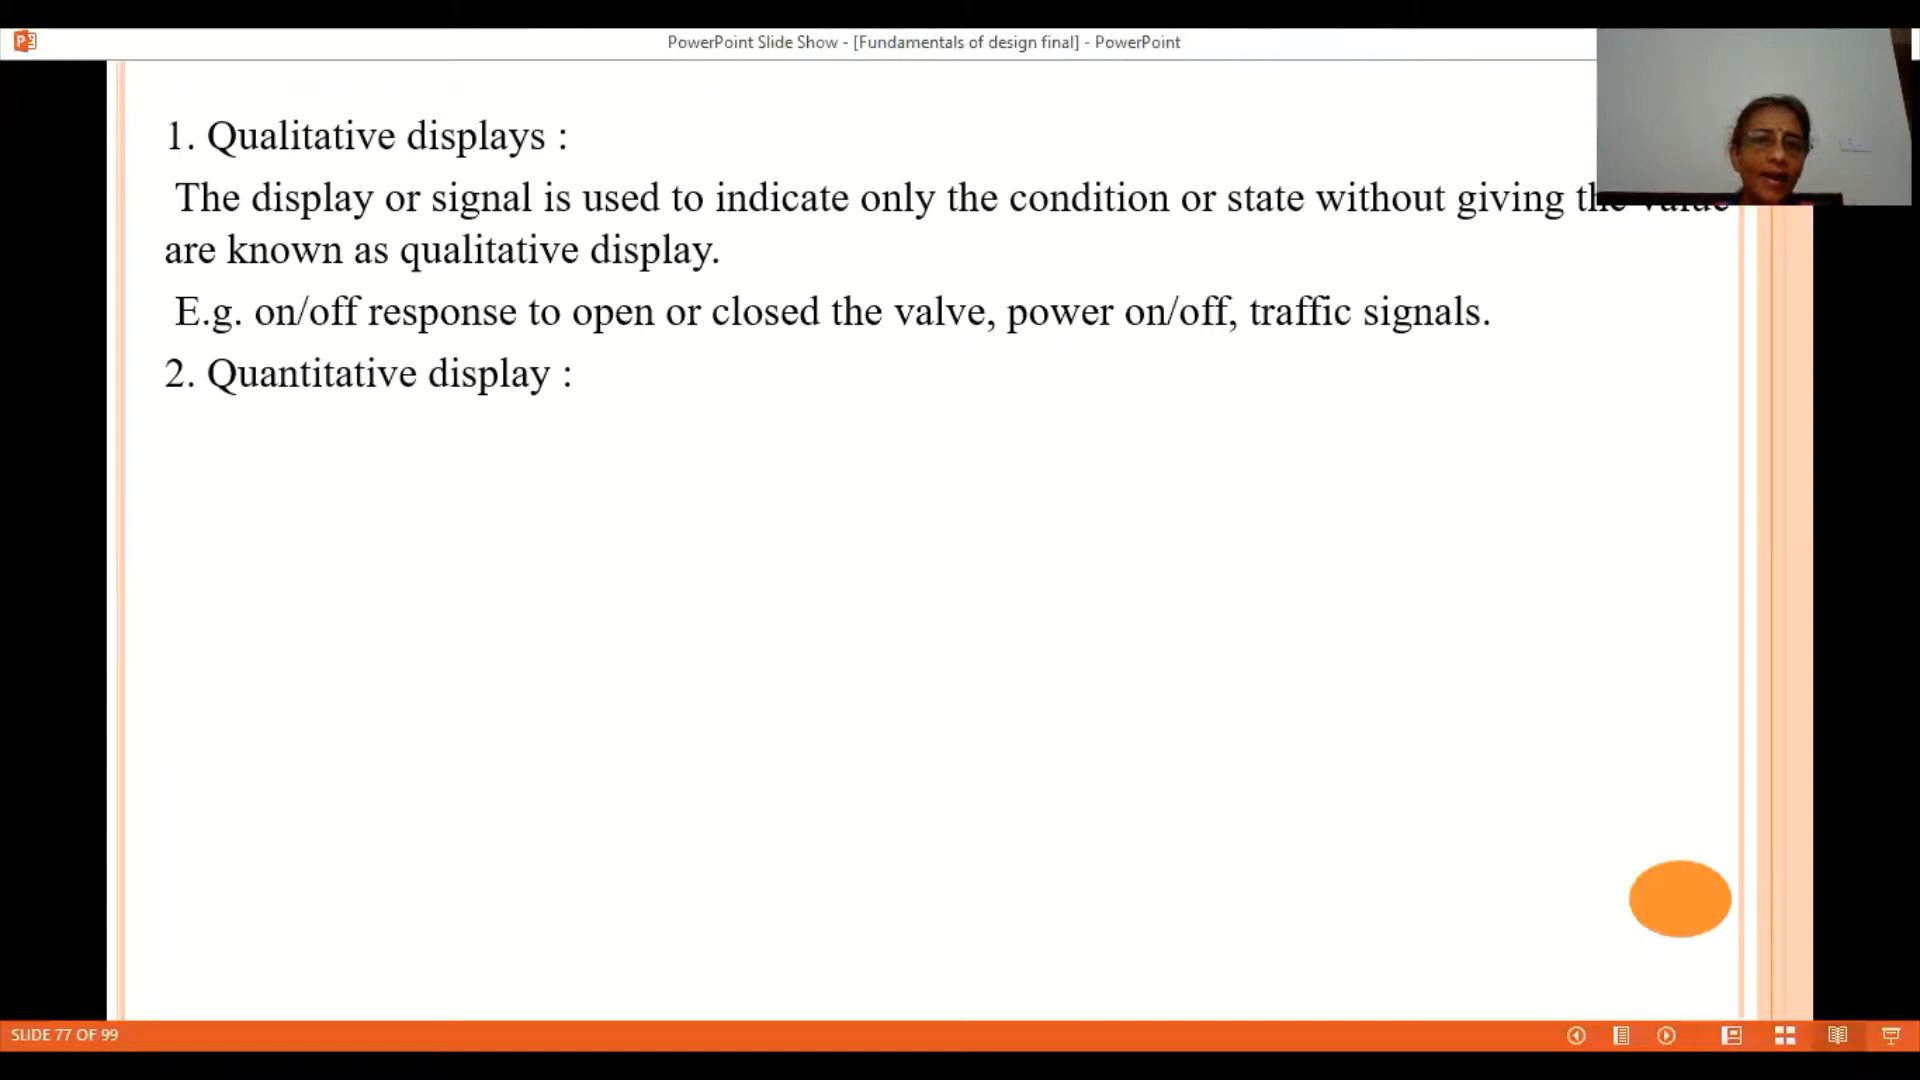 PowerPoint Slide Show - [Fundamentals of design final] - PowerPoint
1. Qualitative displays :
The display or signal is used to indicate only the condition or state without giving the value
are known as qualitative display.
E.g. on/off response to open or closed the valve, power on/off, traffic signals.
2. Quantitative display :
SLIDE 77 OF 99